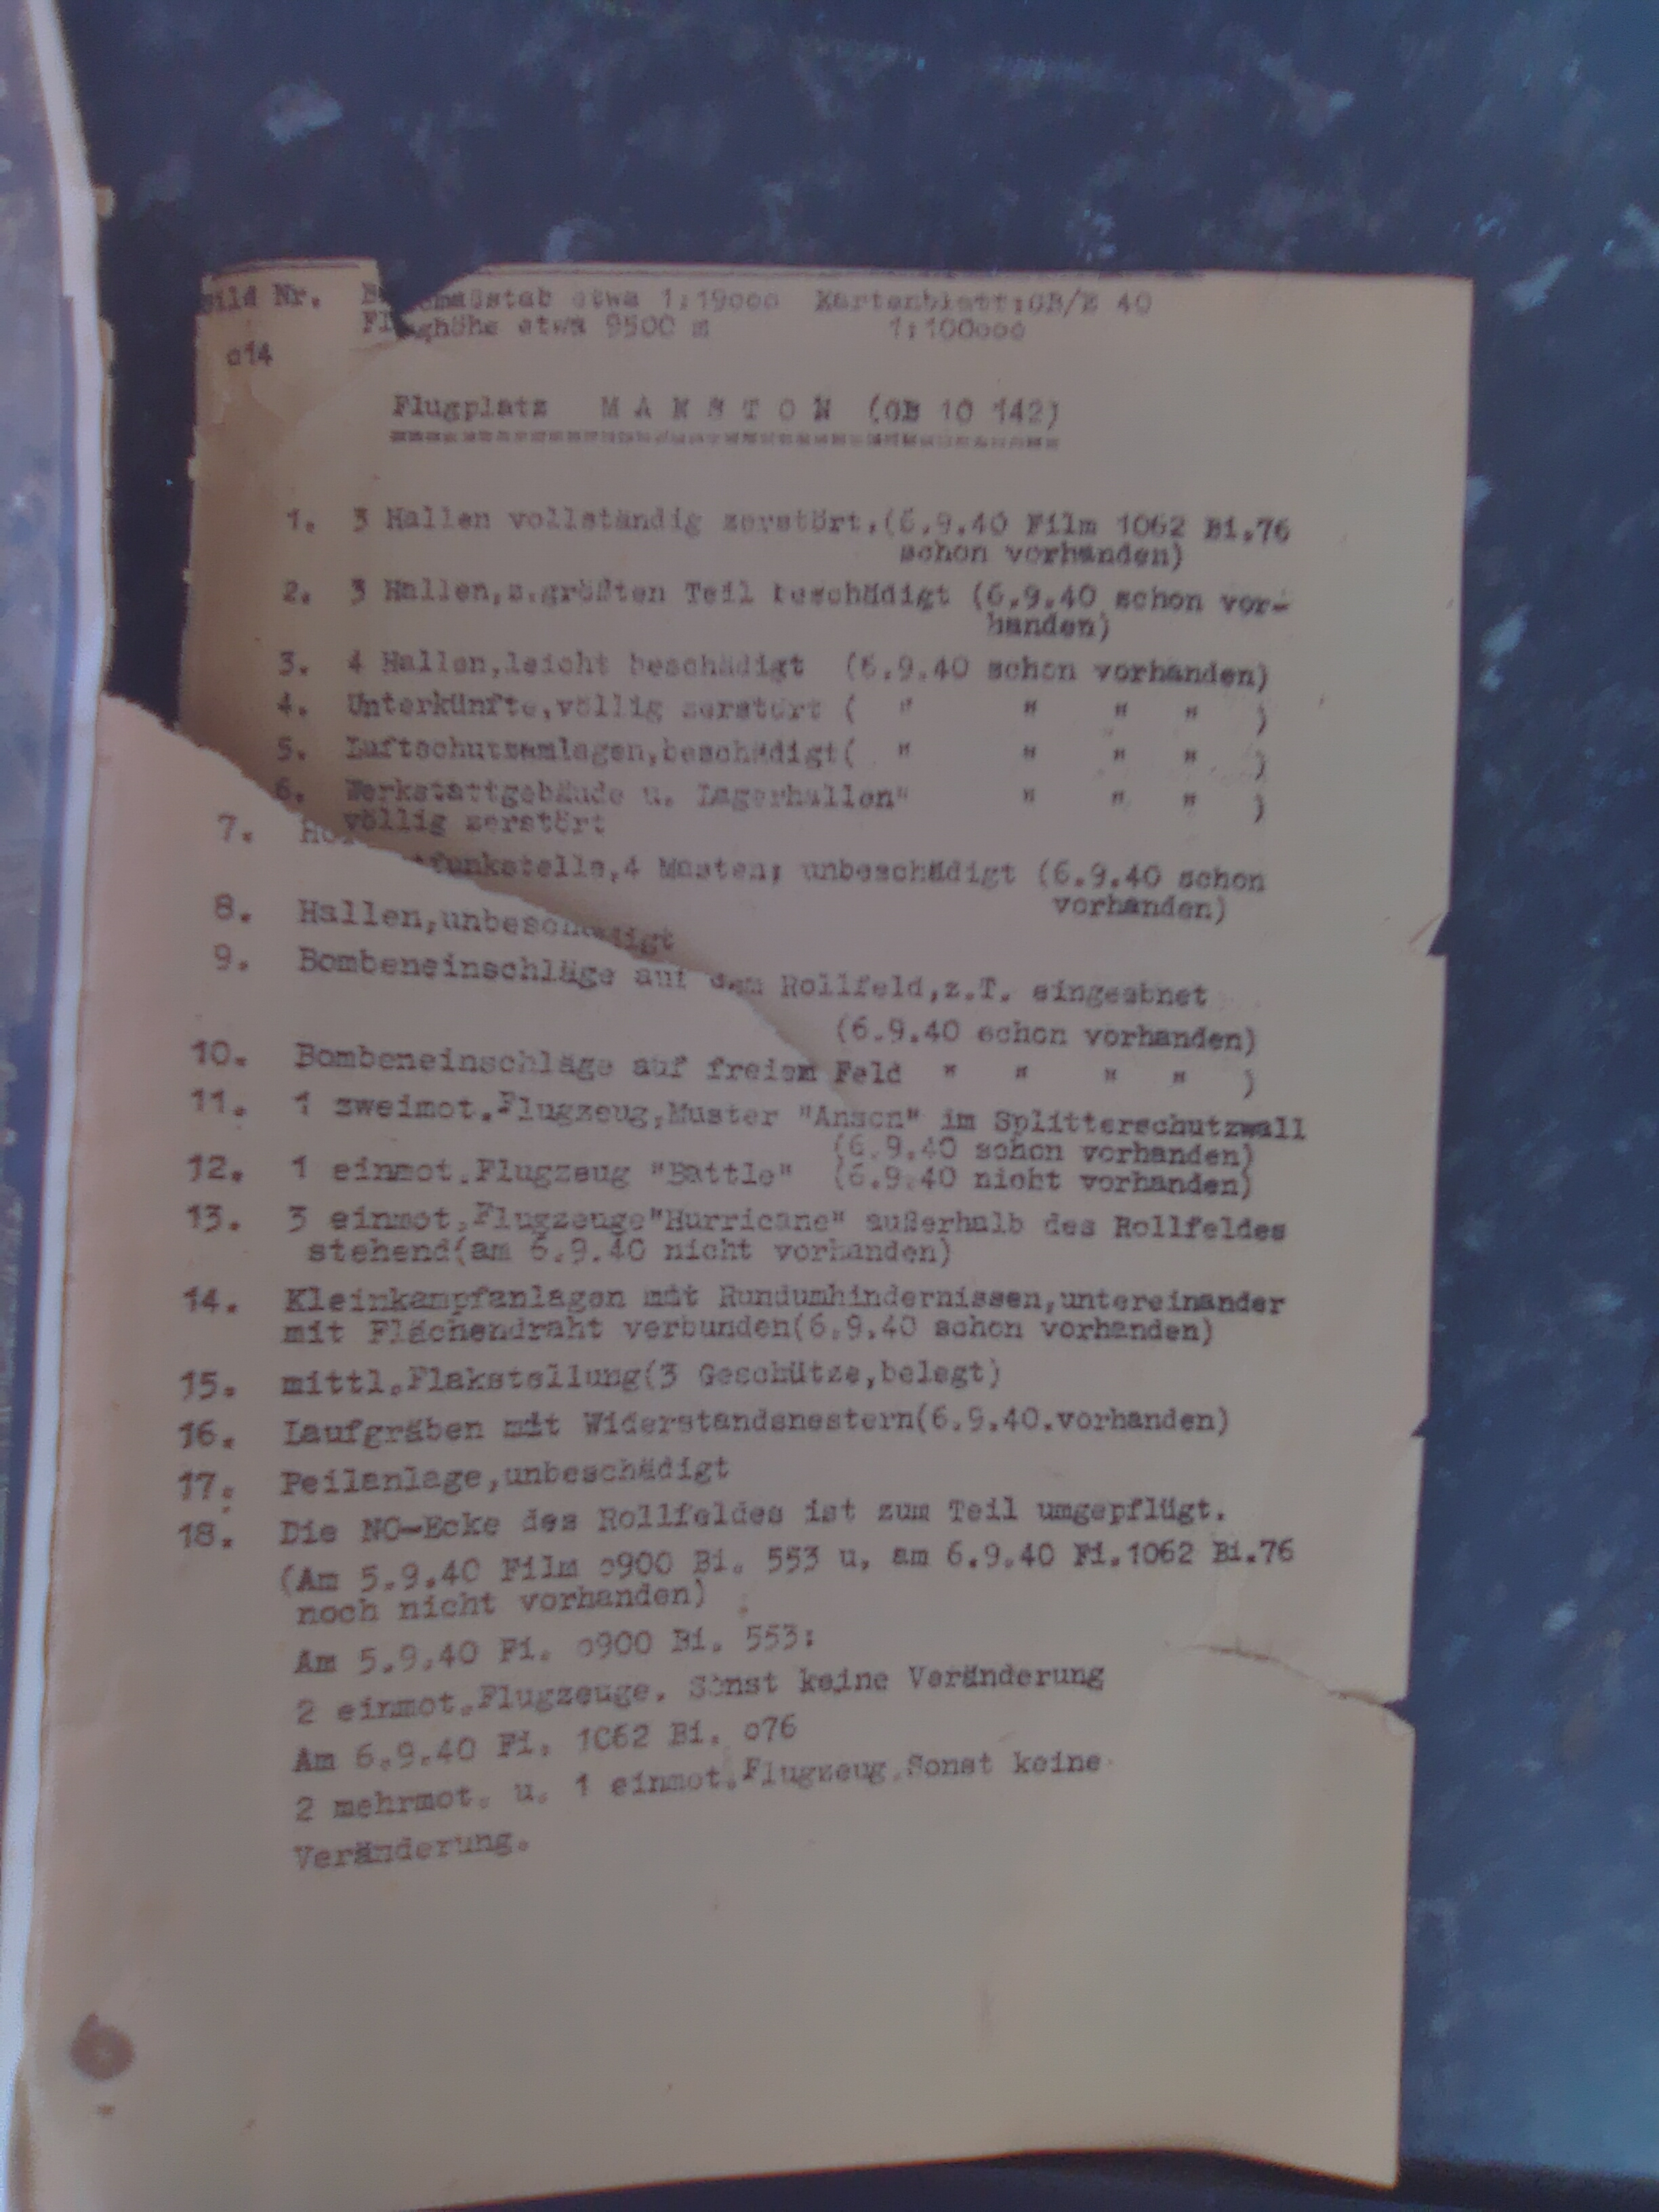 Bild Nr. B   dmaßstab etwa 1:19ooo Kartenblatt:GB/E 40
Flughöhe etwa 9500 m 1:100ooo
o14
Flugplatz M A N S T O N (GB 10 142)
1. 3 Hallen vollständig zerstört.(6.9.40 Film 1062 Bi.76
schon vorhanden)
2. 3 Hallen,z.größten Teil beschädigt (6.9.40 schon vor-
handen)
3. 4 Hallen,leicht beschädigt (6.9.40 schon vorhanden)
4. Unterkünfte,völlig zerstört ( " " " " )
5. Luftschutzamlagen,beschädigt( " " " " )
6. Werkstattgebäude u. Lagerhallen" " " " )
völlig zerstört
7. tfunkstelle,4 Masten; unbeschädigt (6.9.40 schon
vorhanden)
8. Hallen,unbeschädigt
9. Bombeneinschläge auf dem Rollfeld,z.T. eingeebnet
(6.9.40 schon vorhanden)
10. Bombeneinschläge auf freiem Feld " " " " )
11. 1 zweimot.Flugzeug,Muster "Anson" im Splitterschutzwall
(6.9.40 schon vorhanden)
12. 1 einmot.Flugzeug "Battle" (6.9.40 nicht vorhanden)
13. 3 einmot.Flugzeuge"Hurricane" außerhalb des Rollfeldes
stehend(am 6.9.40 nicht vorhanden)
14. Kleinkampfanlagen mit Rundumhindernissen,untereinander
mit Flächendraht verbunden(6.9.40 schon vorhanden)
15. mittl.Flakstellung(3 Geschütze,belegt)
16. Laufgräben mit Widerstandsnestern(6.9.40.vorhanden)
17. Peilanlage,unbeschädigt
18. Die NO-Ecke des Rollfeldes ist zum Teil umgepflügt.
(Am 5.9.40 Film o900 Bi. 553 u. am 6.9.40 Fi.1062 Bi.76
noch nicht vorhanden)
Am 5.9.40 Fi. o900 Bi. 553:
2 einmot.Flugzeuge. Sonst keine Veränderung
Am 6.9.40 Fi. 1062 Bi. o76
2 mehrmot. u. 1 einmot.Flugzeug.Sonst keine
Veränderung.